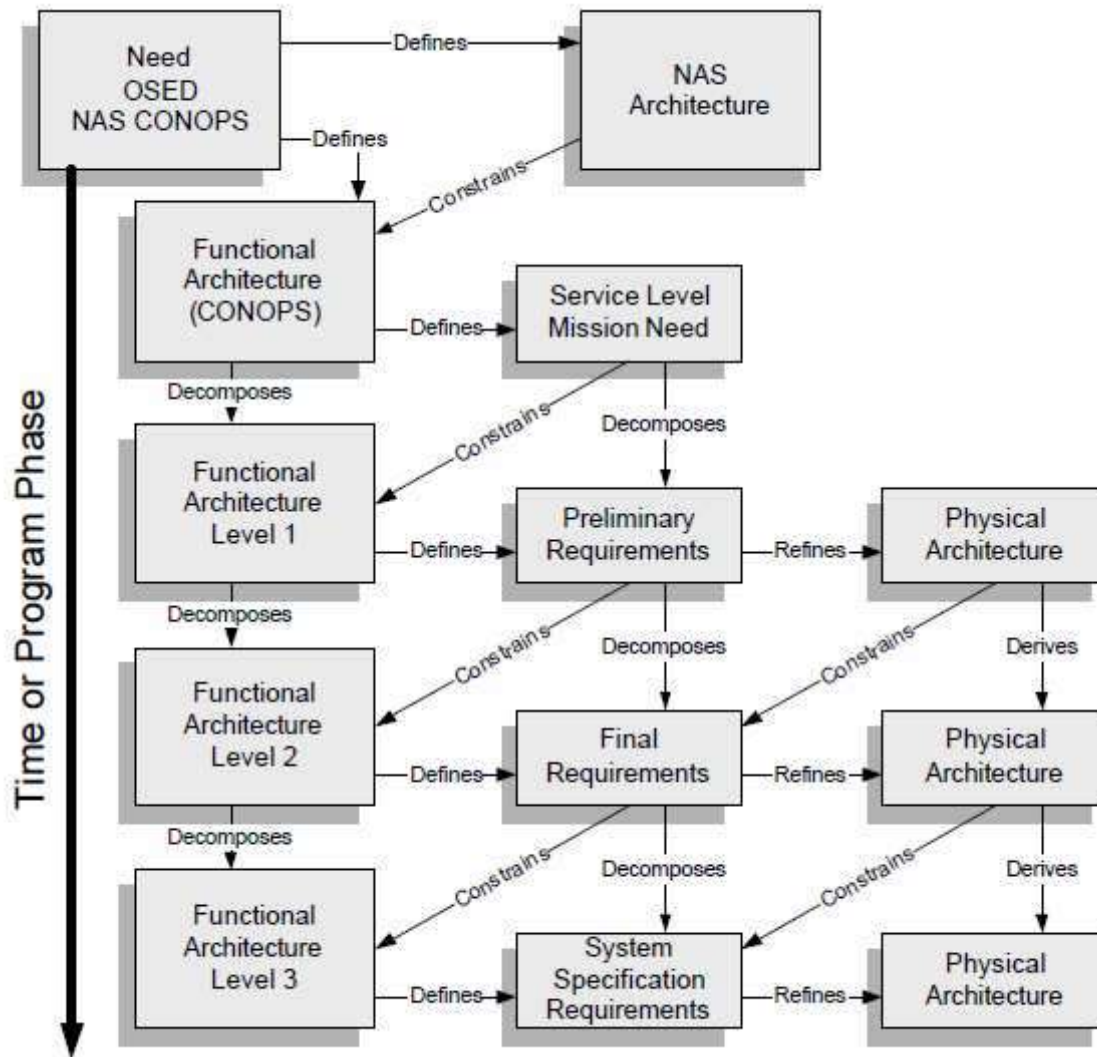 Need
OSED
NAS CONOPS
Defines
NAS
Architecture
Defines
Constrains
Functional
Architecture
(CONOPS)
Defines
Service Level
Mission Need
Decomposes
Constrains
Decomposes
Functional
Architecture
Level 1
Defines
Preliminary
Requirements
Refines
Physical
Architecture
Decomposes
Constrains
Decomposes
Constrains
Derives
Functional
Architecture
Level 2
Defines
Final
Requirements
Refines
Physical
Architecture
Decomposes
Constrains
Decomposes
Constrains
Derives
Functional
Architecture
Level 3
Defines
System
Specification
Requirements
Refines
Physical
Architecture
Time or Program Phase